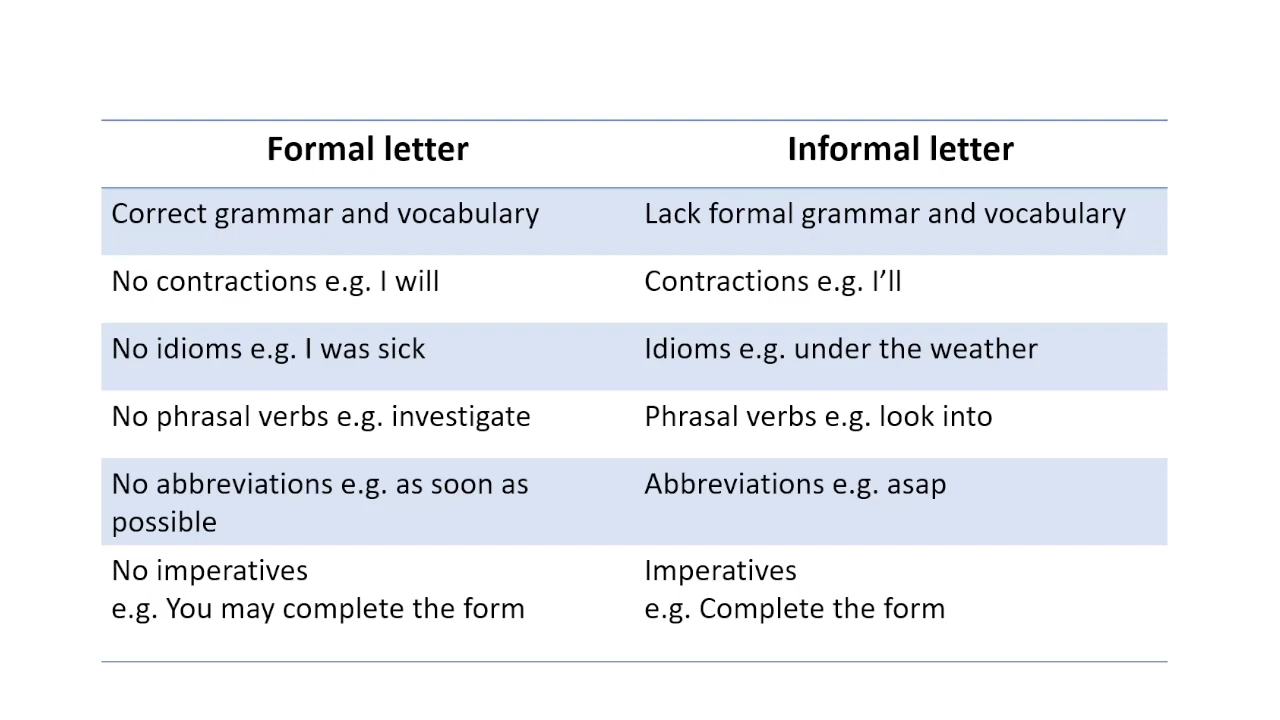 Formal letter
Informal letter
Correct grammar and vocabulary
Lack formal grammar and vocabulary
No contractions e.g. I will
Contractions e.g. I’ll
No idioms e.g. I was sick
Idioms e.g. under the weather
No phrasal verbs e.g. investigate
Phrasal verbs e.g. look into
No abbreviations e.g. as soon as
possible
Abbreviations e.g. asap
No imperatives
e.g. You may complete the form
Imperatives
e.g. Complete the form